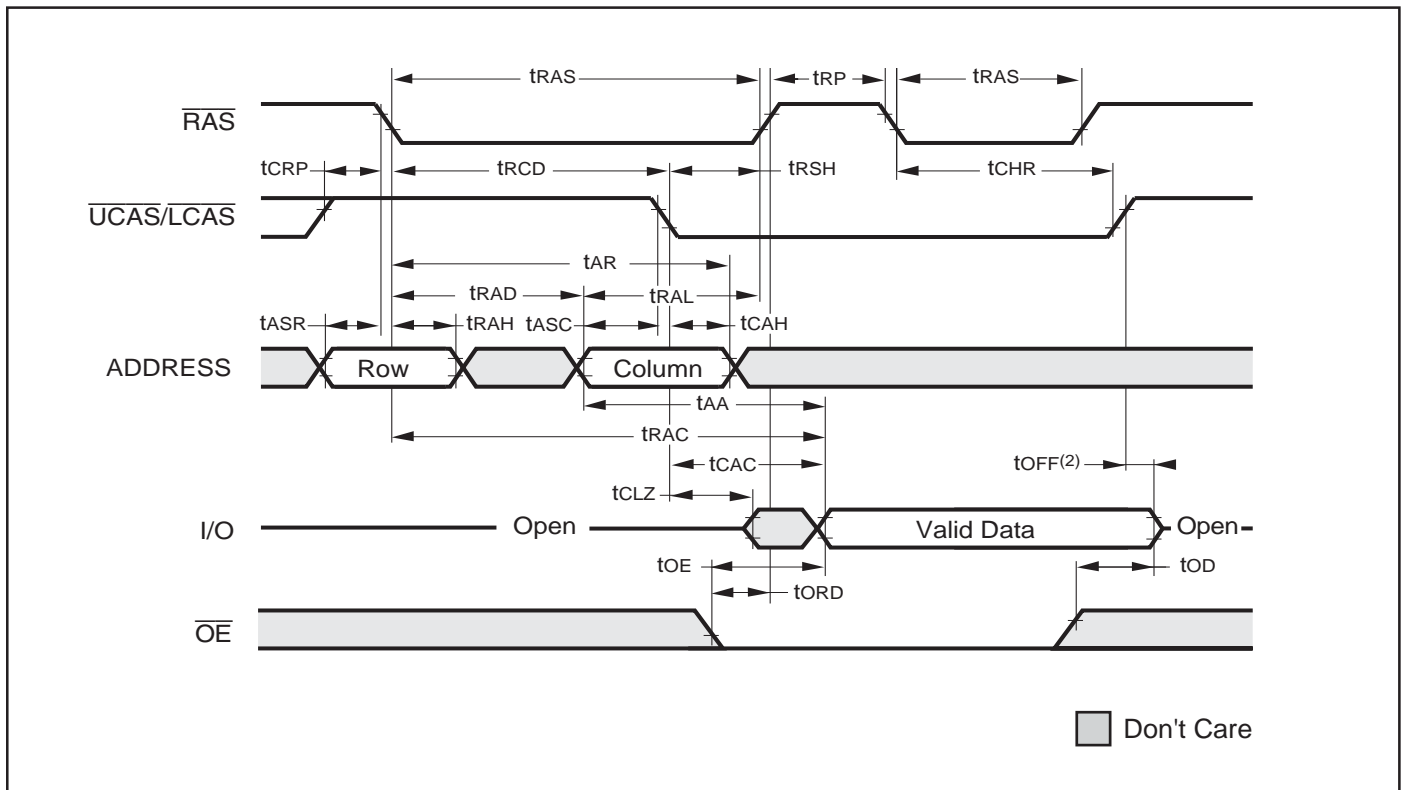 tRAS tRP tRAS
RAS
tCRP tRCD tRSH tCHR
UCAS/LCAS
tAR
tRAD tRAL
tASR tRAH tASC tCAH
ADDRESS Row Column
tAA
tRAC
tCAC tOFF(2)
tCLZ
I/O Open Valid Data Open
tOE tOD
tORD
OE
Don't Care